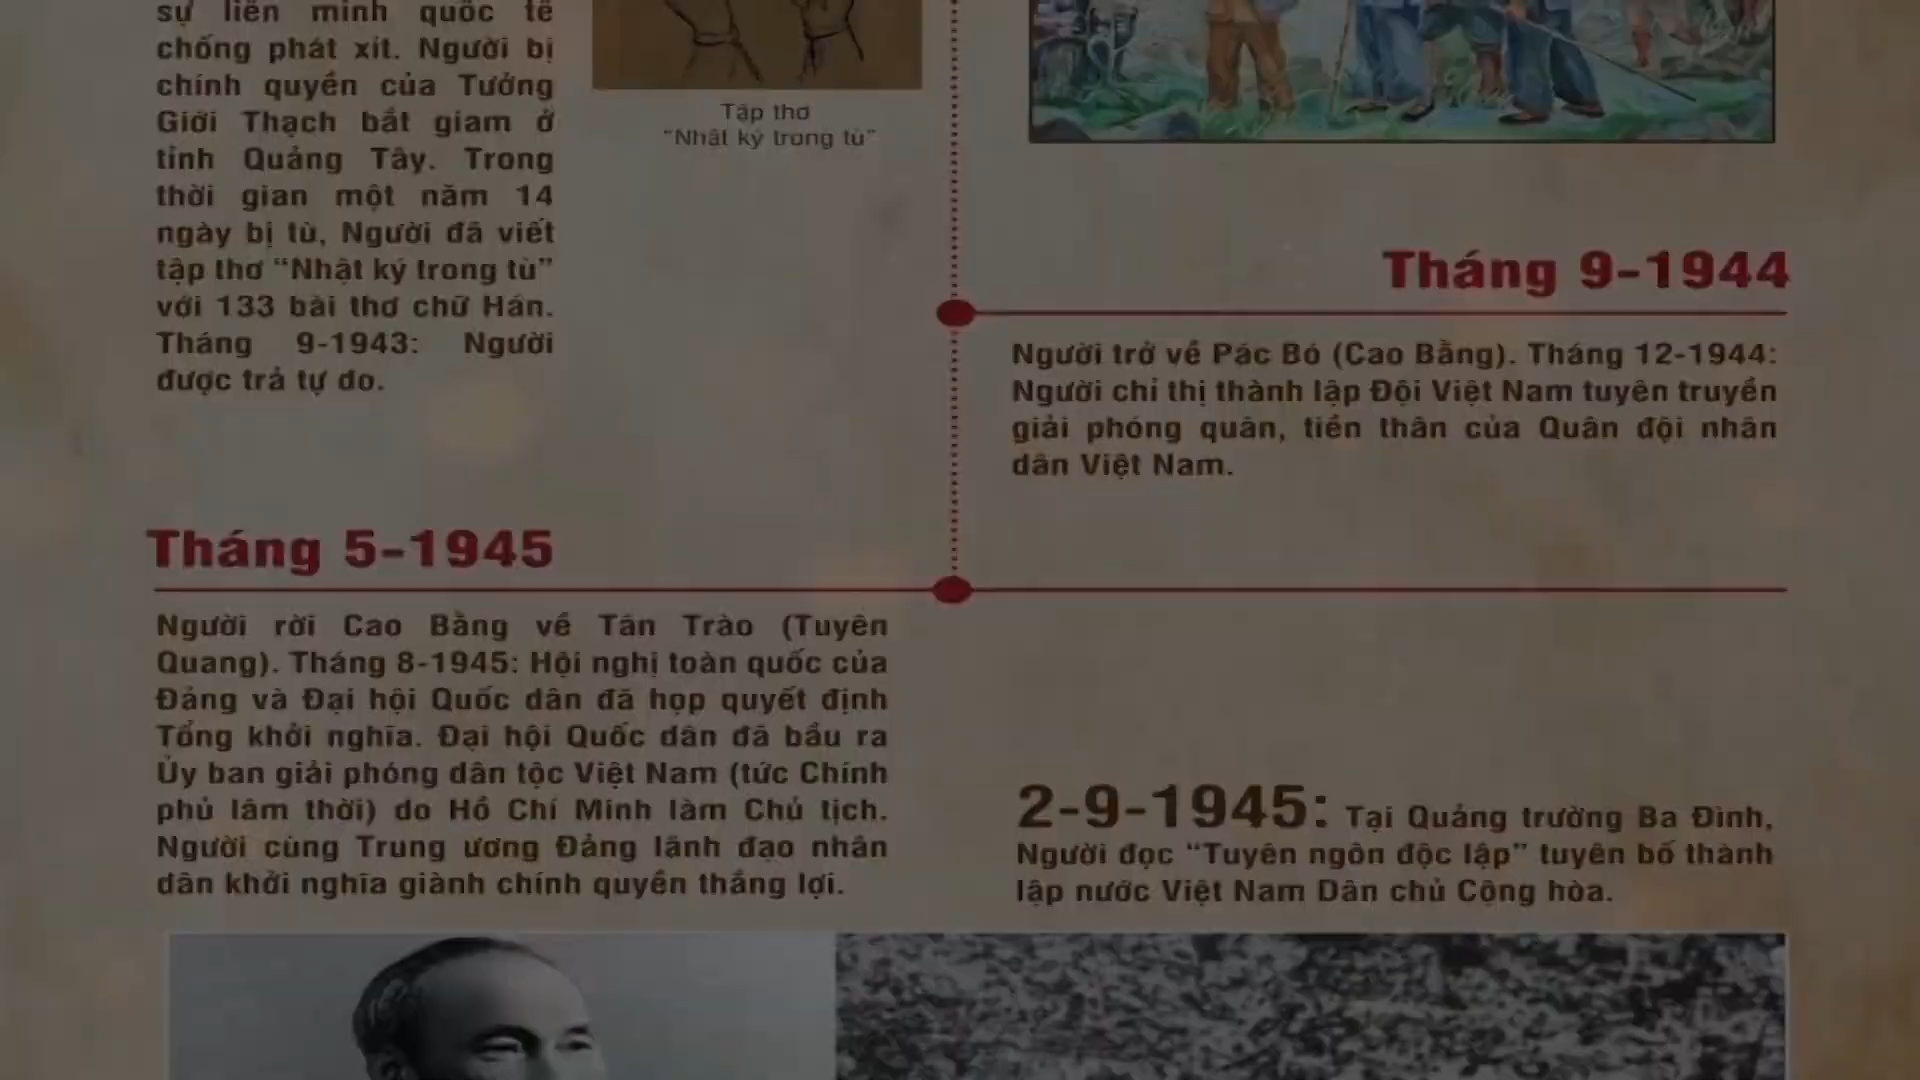 sự liên minh quốc tế
chống phát xít. Người bị
chính quyền của Tưởng
Giới Thạch bắt giam ở
tỉnh Quảng Tây. Trong
thời gian một năm 14
ngày bị tù, Người đã viết
tập thơ “Nhật ký trong tù”
với 133 bài thơ chữ Hán.
Tháng 9-1943: Người
được trả tự do.
Tập thơ
“Nhật ký trong tù”
Tháng 9-1944
Người trở về Pác Bó (Cao Bằng). Tháng 12-1944:
Người chỉ thị thành lập Đội Việt Nam tuyên truyền
giải phóng quân, tiền thân của Quân đội nhân
dân Việt Nam.
Tháng 5-1945
Người rời Cao Bằng về Tân Trào (Tuyên
Quang). Tháng 8-1945: Hội nghị toàn quốc của
Đảng và Đại hội Quốc dân đã họp quyết định
Tổng khởi nghĩa. Đại hội Quốc dân đã bầu ra
Ủy ban giải phóng dân tộc Việt Nam (tức Chính
phủ lâm thời) do Hồ Chí Minh làm Chủ tịch.
Người cùng Trung ương Đảng lãnh đạo nhân
dân khởi nghĩa giành chính quyền thắng lợi.
2-9-1945: Tại Quảng trường Ba Đình,
Người đọc “Tuyên ngôn độc lập” tuyên bố thành
lập nước Việt Nam Dân chủ Cộng hòa.